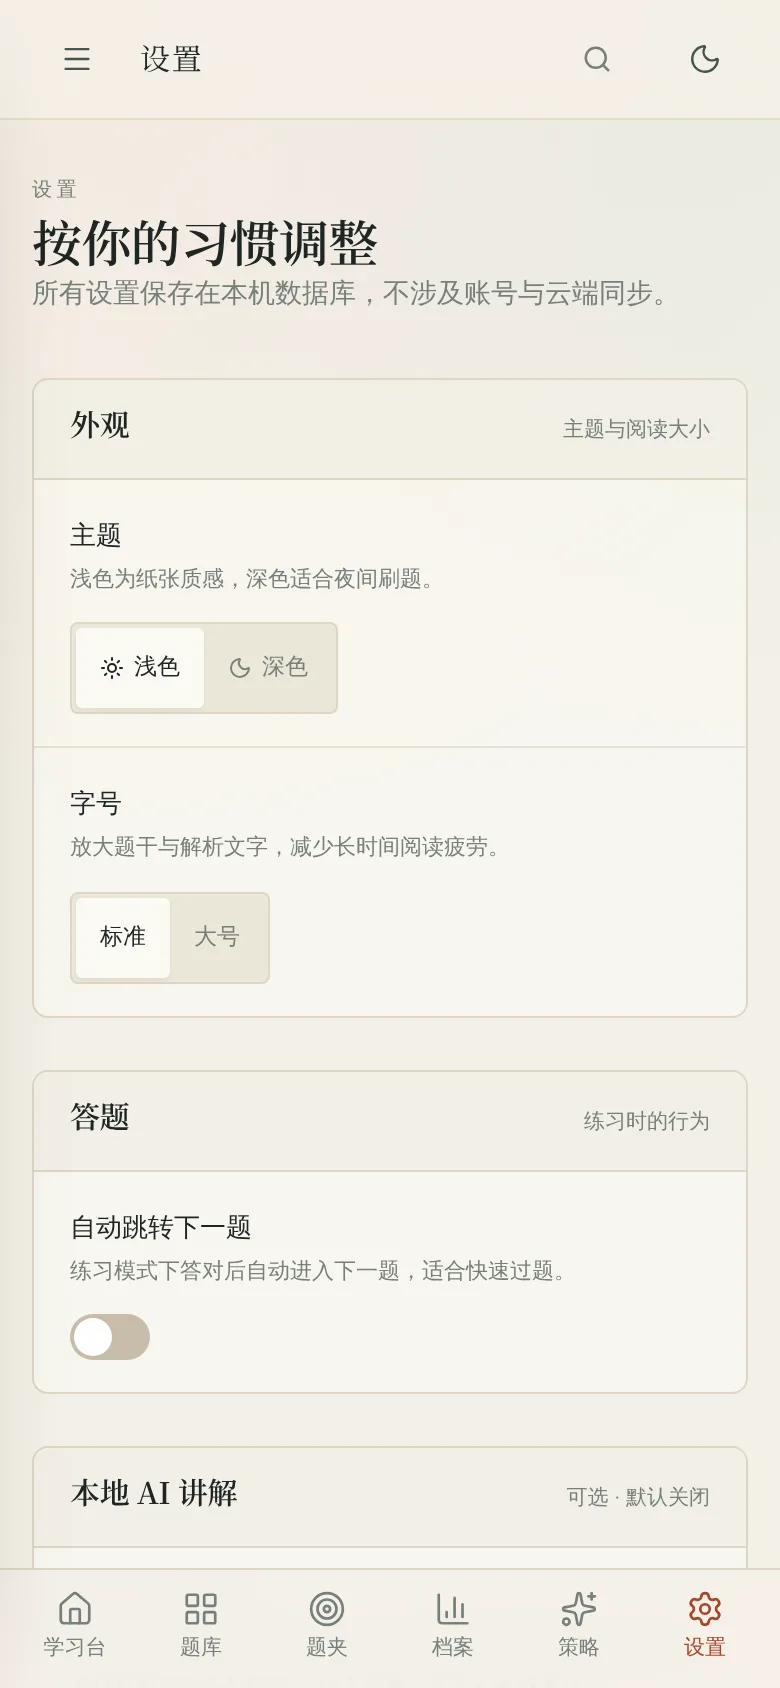 设置
设置
按你的习惯调整
所有设置保存在本机数据库，不涉及账号与云端同步。
外观
主题与阅读大小
主题
浅色为纸张质感，深色适合夜间刷题。
浅色 深色
字号
放大题干与解析文字，减少长时间阅读疲劳。
标准 大号
答题
练习时的行为
自动跳转下一题
练习模式下答对后自动进入下一题，适合快速过题。
本地 AI 讲解
可选 · 默认关闭
学习台 题库 题夹 档案 策略 设置